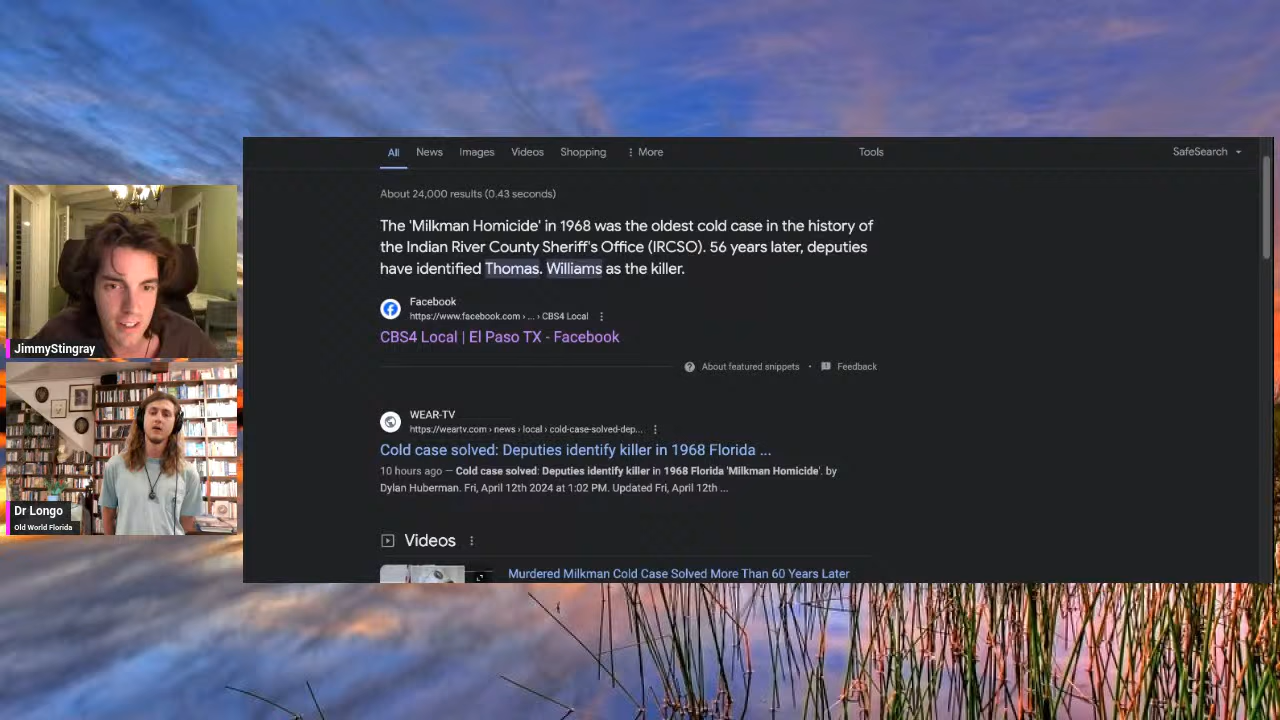 All News Images Videos Shopping More Tools SafeSearch
About 24,000 results (0.43 seconds)
The 'Milkman Homicide' in 1968 was the oldest cold case in the history of
the Indian River County Sheriff's Office (IRCSO). 56 years later, deputies
have identified Thomas. Williams as the killer.
Facebook
https://www.facebook.com › ... › CBS4 Local
CBS4 Local | El Paso TX - Facebook
About featured snippets • Feedback
WEAR-TV
https://weartv.com › news › local › cold-case-solved-dep...
Cold case solved: Deputies identify killer in 1968 Florida ...
10 hours ago — Cold case solved: Deputies identify killer in 1968 Florida 'Milkman Homicide'. by
Dylan Huberman. Fri, April 12th 2024 at 1:02 PM. Updated Fri, April 12th ...
Videos
Murdered Milkman Cold Case Solved More Than 60 Years Later
JimmyStingray
Dr Longo
Old World Florida